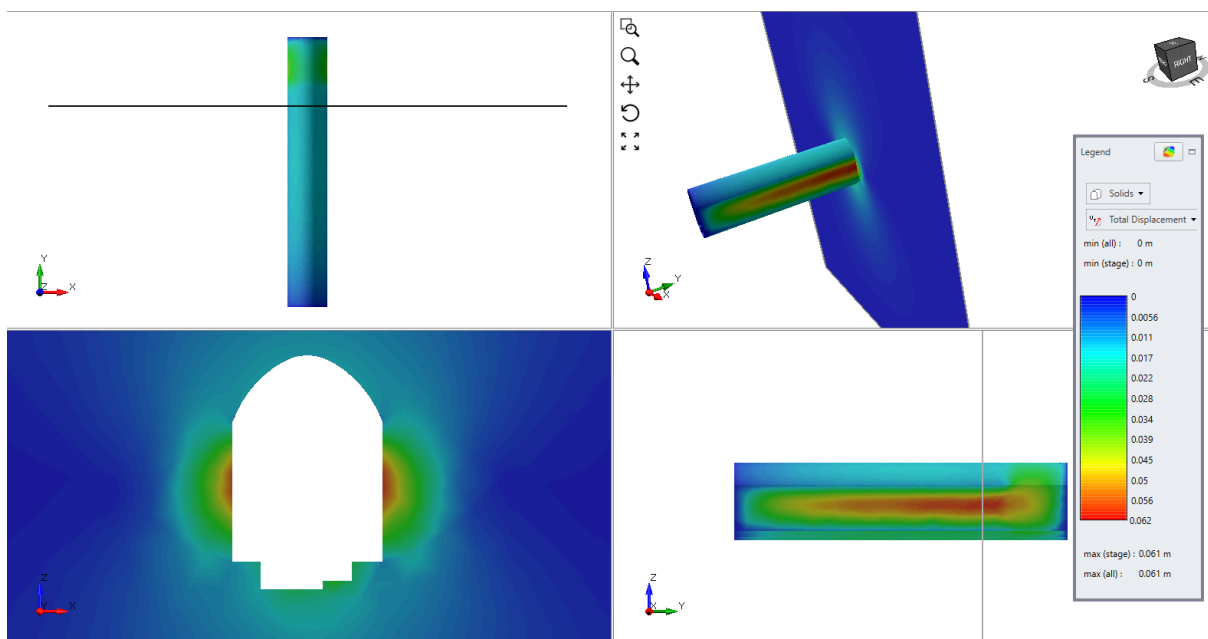 Y
Z
X
Z
Y
X
RIGHT
S
E
Legend
Solids
Total Displacement
min (all) : 0 m
min (stage) : 0 m
0
0.0056
0.011
0.017
0.023
0.028
0.034
0.039
0.045
0.05
0.056
0.062
max (stage) : 0.061 m
max (all) : 0.061 m
Z
X
Z
X
Y